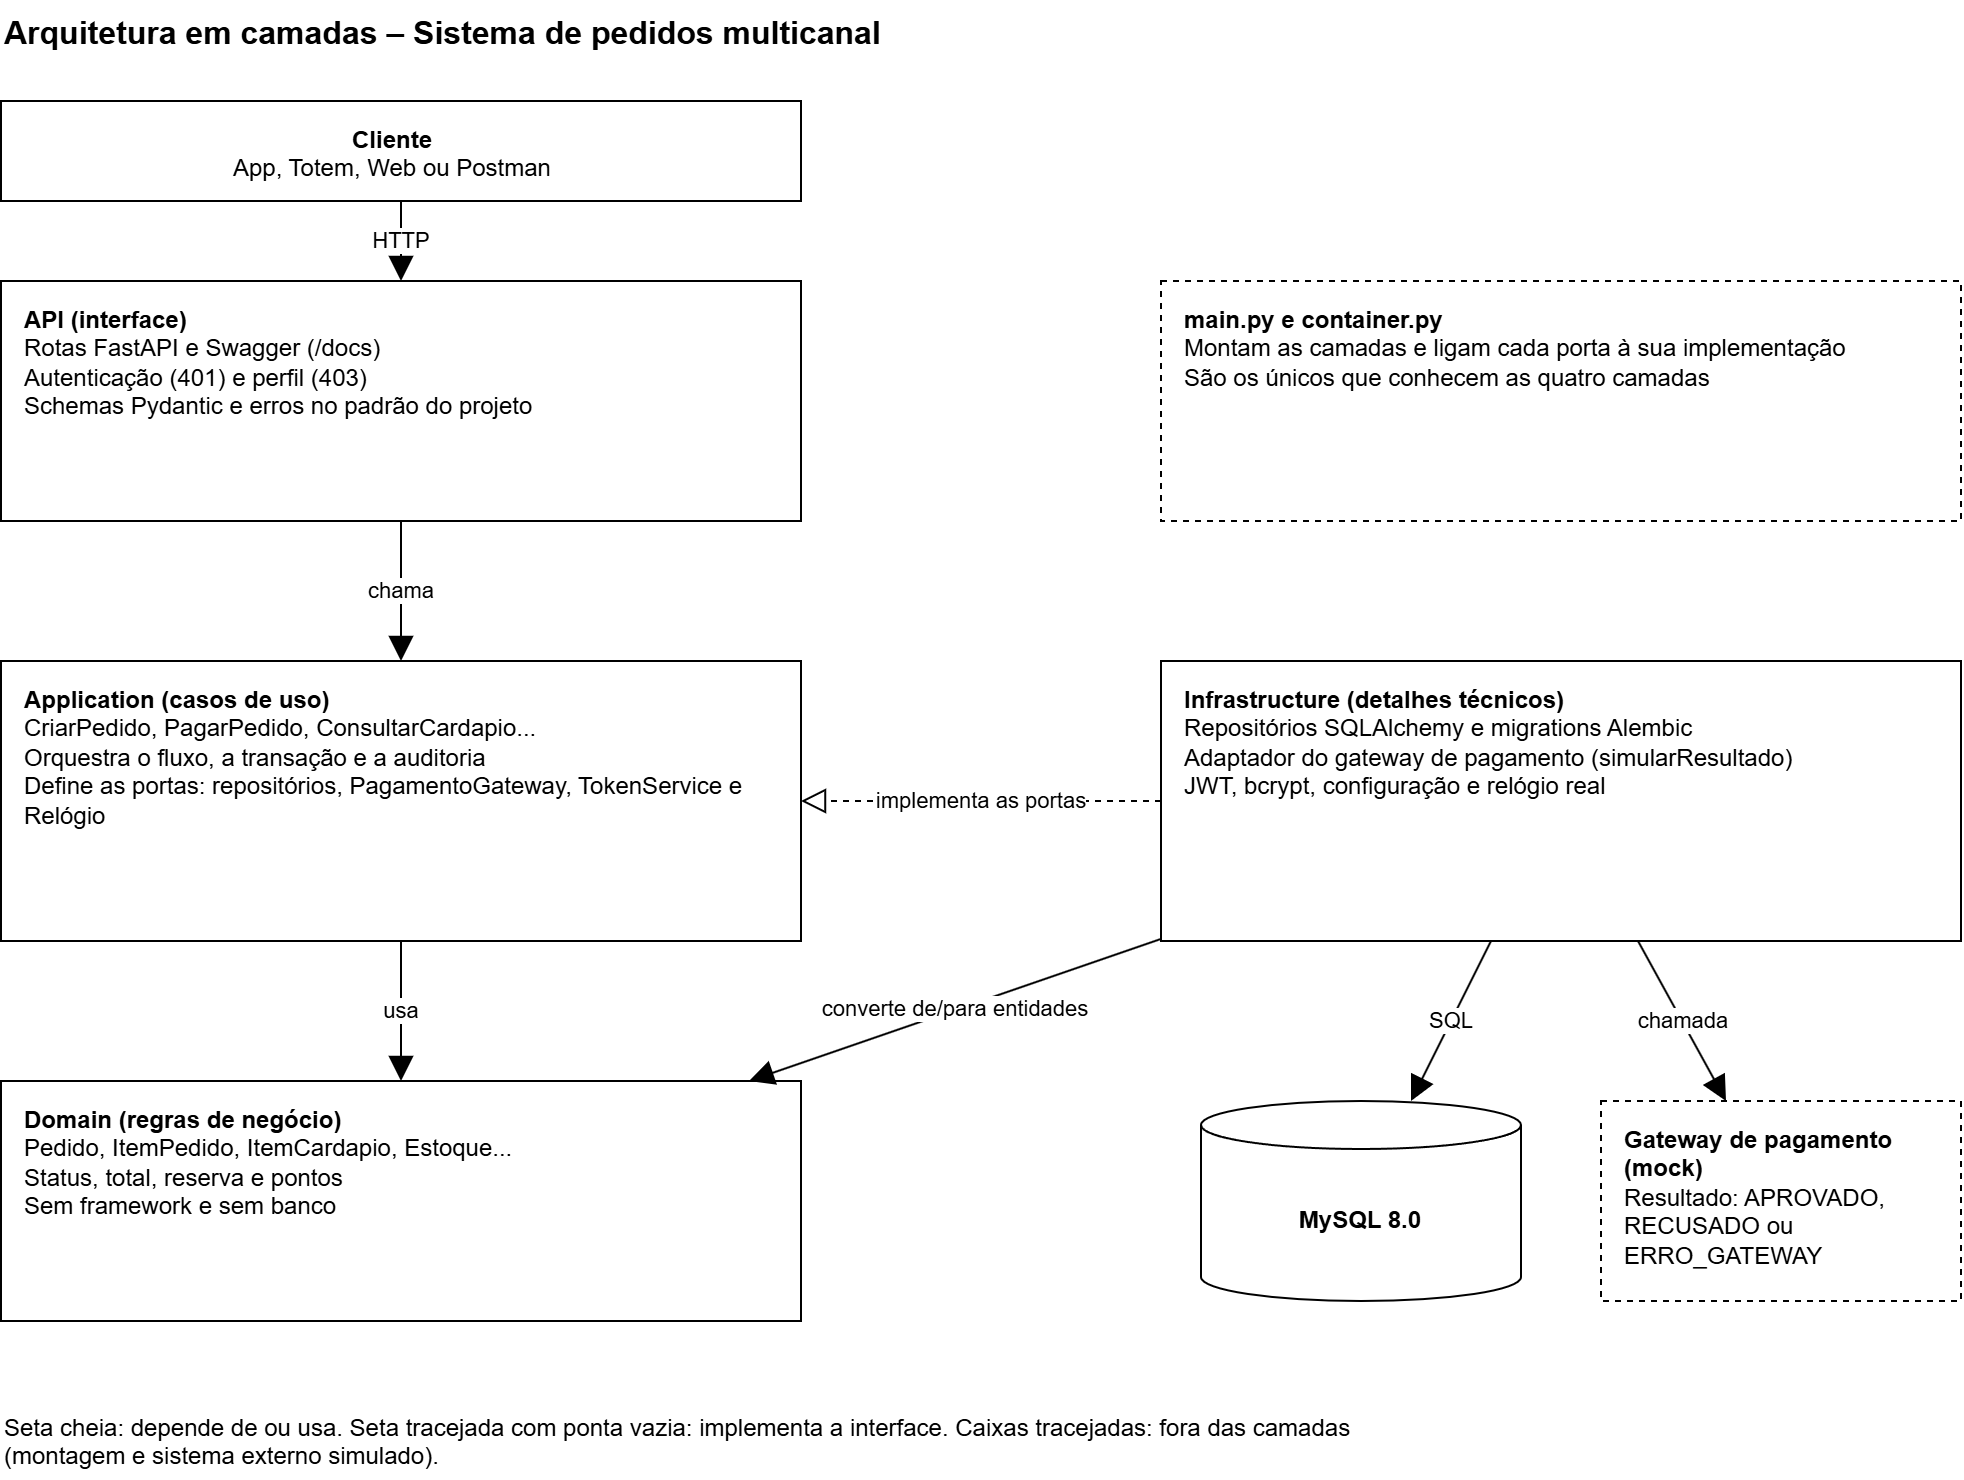 Arquitetura em camadas – Sistema de pedidos multicanal
Cliente
App, Totem, Web ou Postman
HTTP
API (interface)
Rotas FastAPI e Swagger (/docs)
Autenticação (401) e perfil (403)
Schemas Pydantic e erros no padrão do projeto
main.py e container.py
Montam as camadas e ligam cada porta à sua implementação
São os únicos que conhecem as quatro camadas
chama
Application (casos de uso)
CriarPedido, PagarPedido, ConsultarCardapio...
Orquestra o fluxo, a transação e a auditoria
Define as portas: repositórios, PagamentoGateway, TokenService e
Relógio
implementa as portas
Infrastructure (detalhes técnicos)
Repositórios SQLAlchemy e migrations Alembic
Adaptador do gateway de pagamento (simularResultado)
JWT, bcrypt, configuração e relógio real
usa
converte de/para entidades
SQL
chamada
Domain (regras de negócio)
Pedido, ItemPedido, ItemCardapio, Estoque...
Status, total, reserva e pontos
Sem framework e sem banco
MySQL 8.0
Gateway de pagamento
(mock)
Resultado: APROVADO,
RECUSADO ou
ERRO_GATEWAY
Seta cheia: depende de ou usa. Seta tracejada com ponta vazia: implementa a interface. Caixas tracejadas: fora das camadas
(montagem e sistema externo simulado).